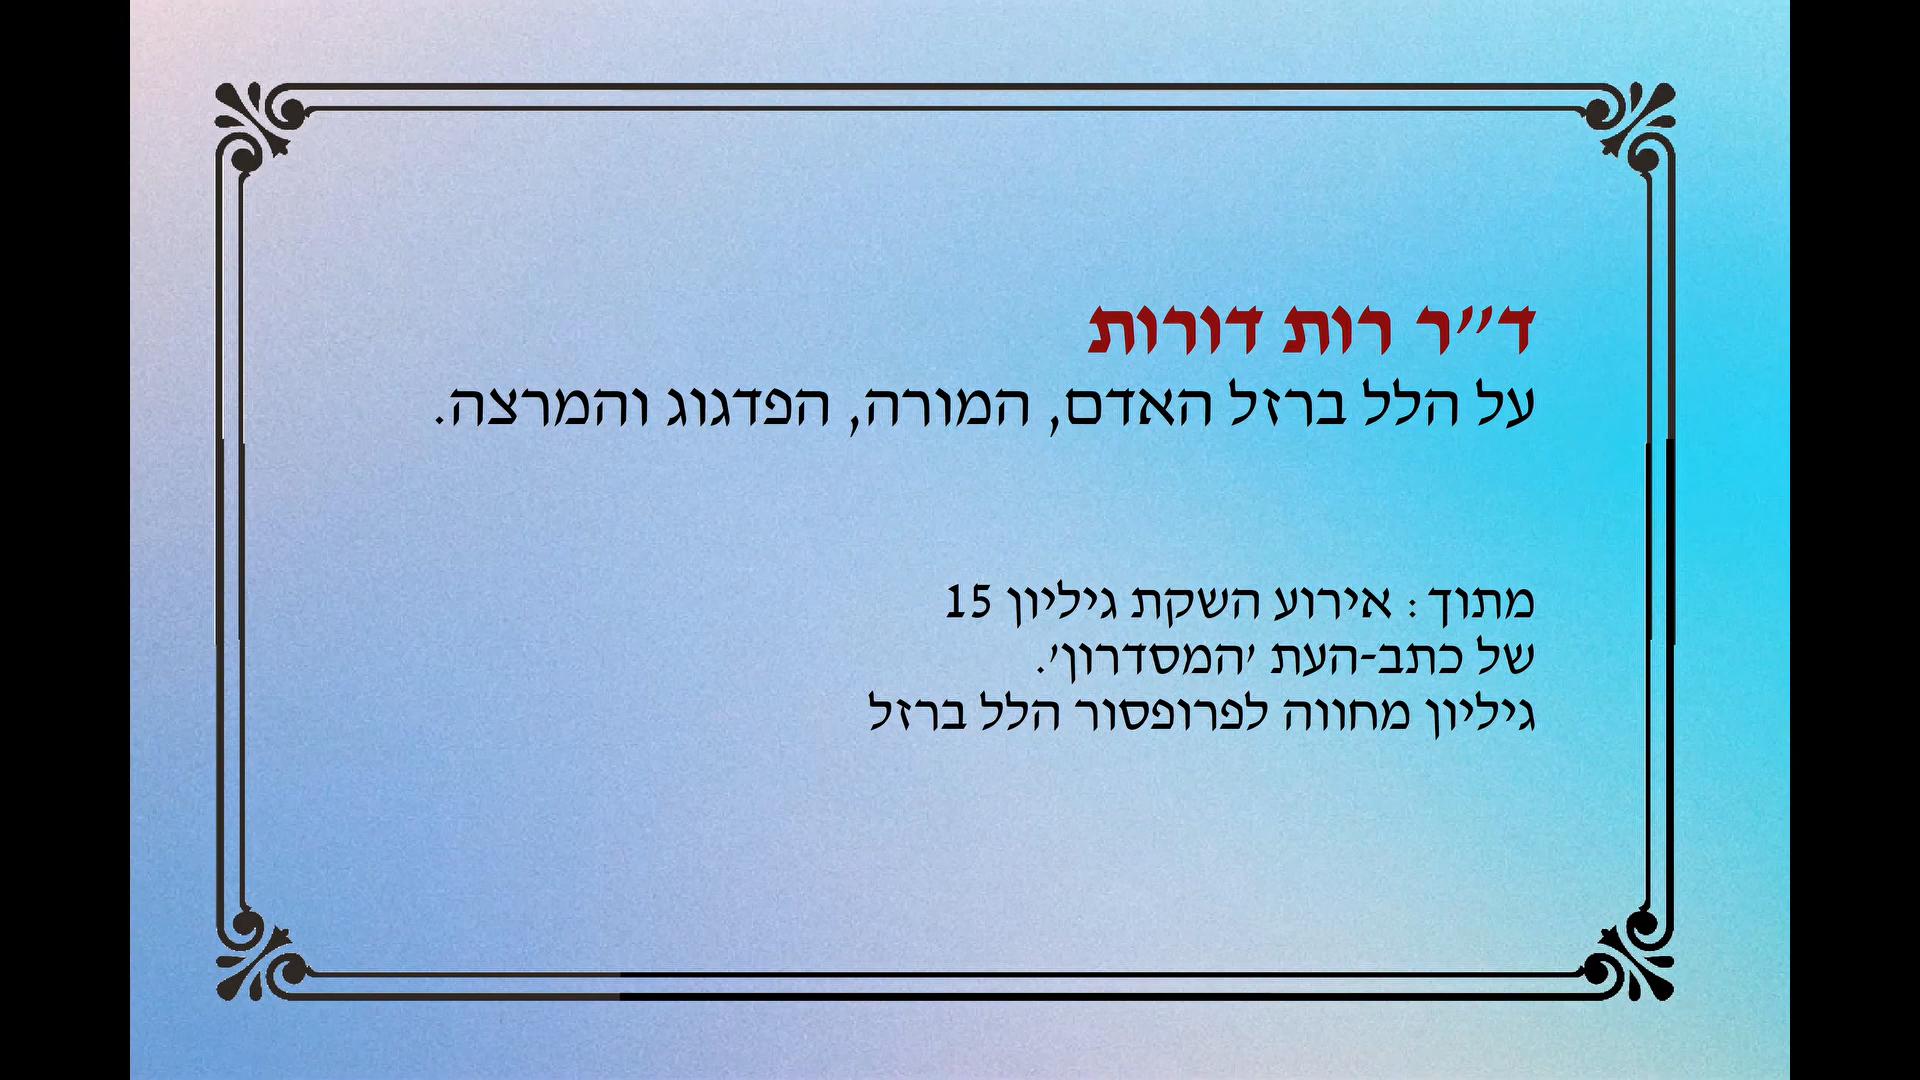 ד״ר רות דורות
על הלל ברזל האדם, המורה, הפדגוג והמרצה.
מתוך: אירוע השקת גיליון 15
של כתב-העת 'המסדרון'.
גיליון מחווה לפרופסור הלל ברזל